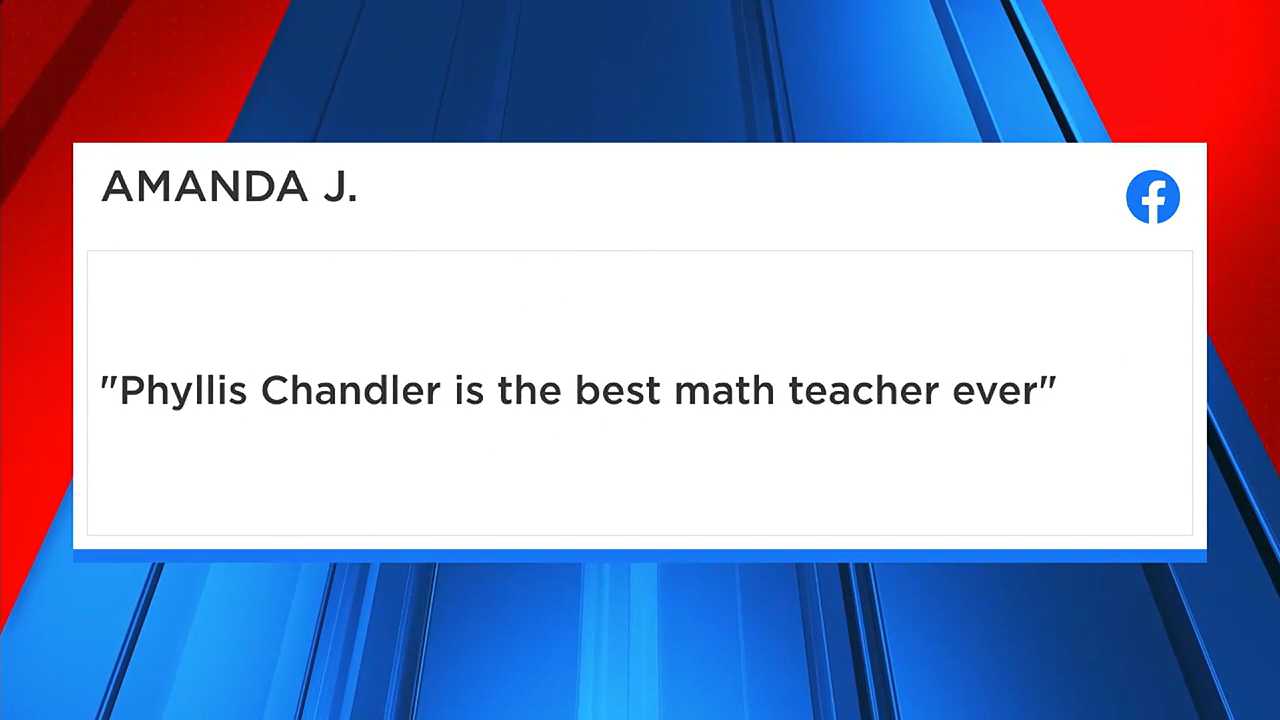 AMANDA J.
"Phyllis Chandler is the best math teacher ever"